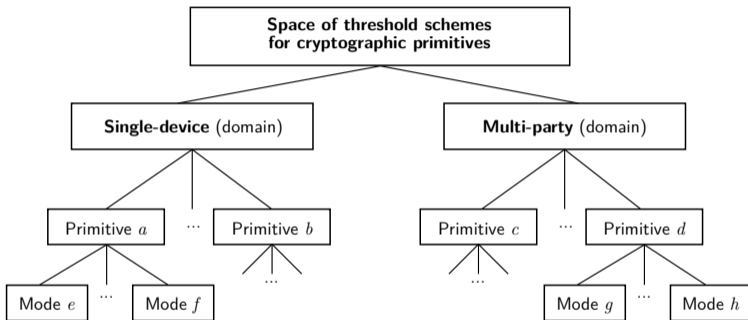 Space of threshold schemes
for cryptographic primitives
Single-device (domain)
Multi-party (domain)
Primitive a
...
Primitive b
Primitive c
...
Primitive d
Mode e
...
Mode f
...
...
Mode g
...
Mode h